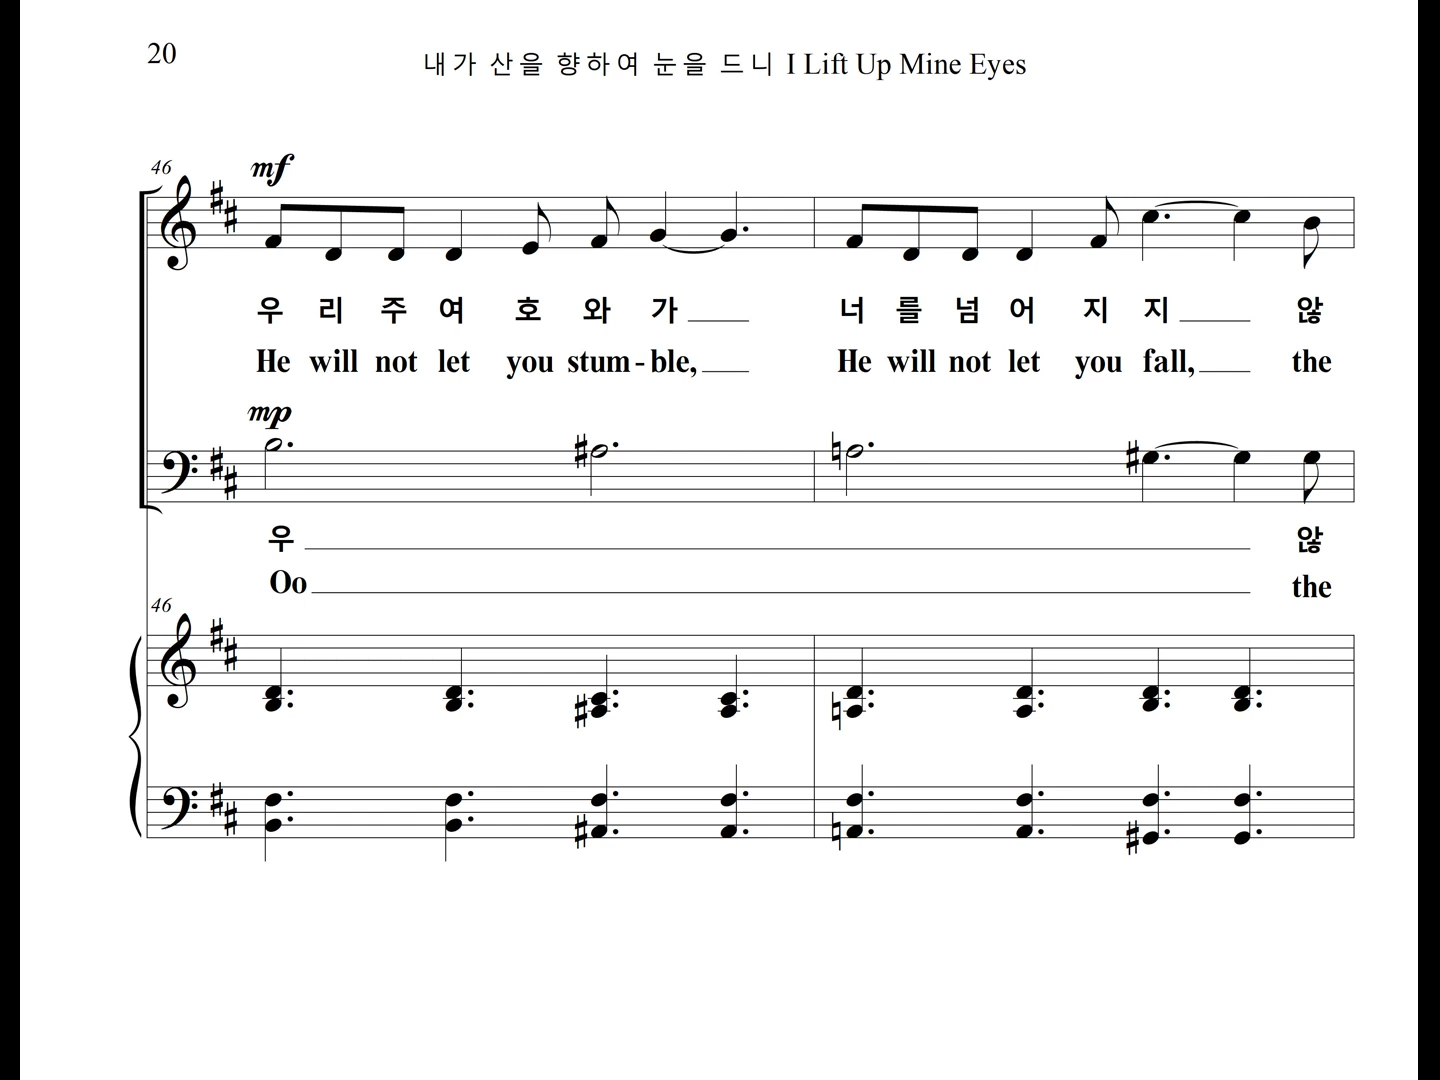 20
내가 산을 향하여 눈을 드니 I Lift Up Mine Eyes
46
mf
우 리 주 여 호 와 가 너 를 넘 어 지 지 않
He will not let you stum - ble, He will not let you fall, the
mp
우 않
Oo the
46